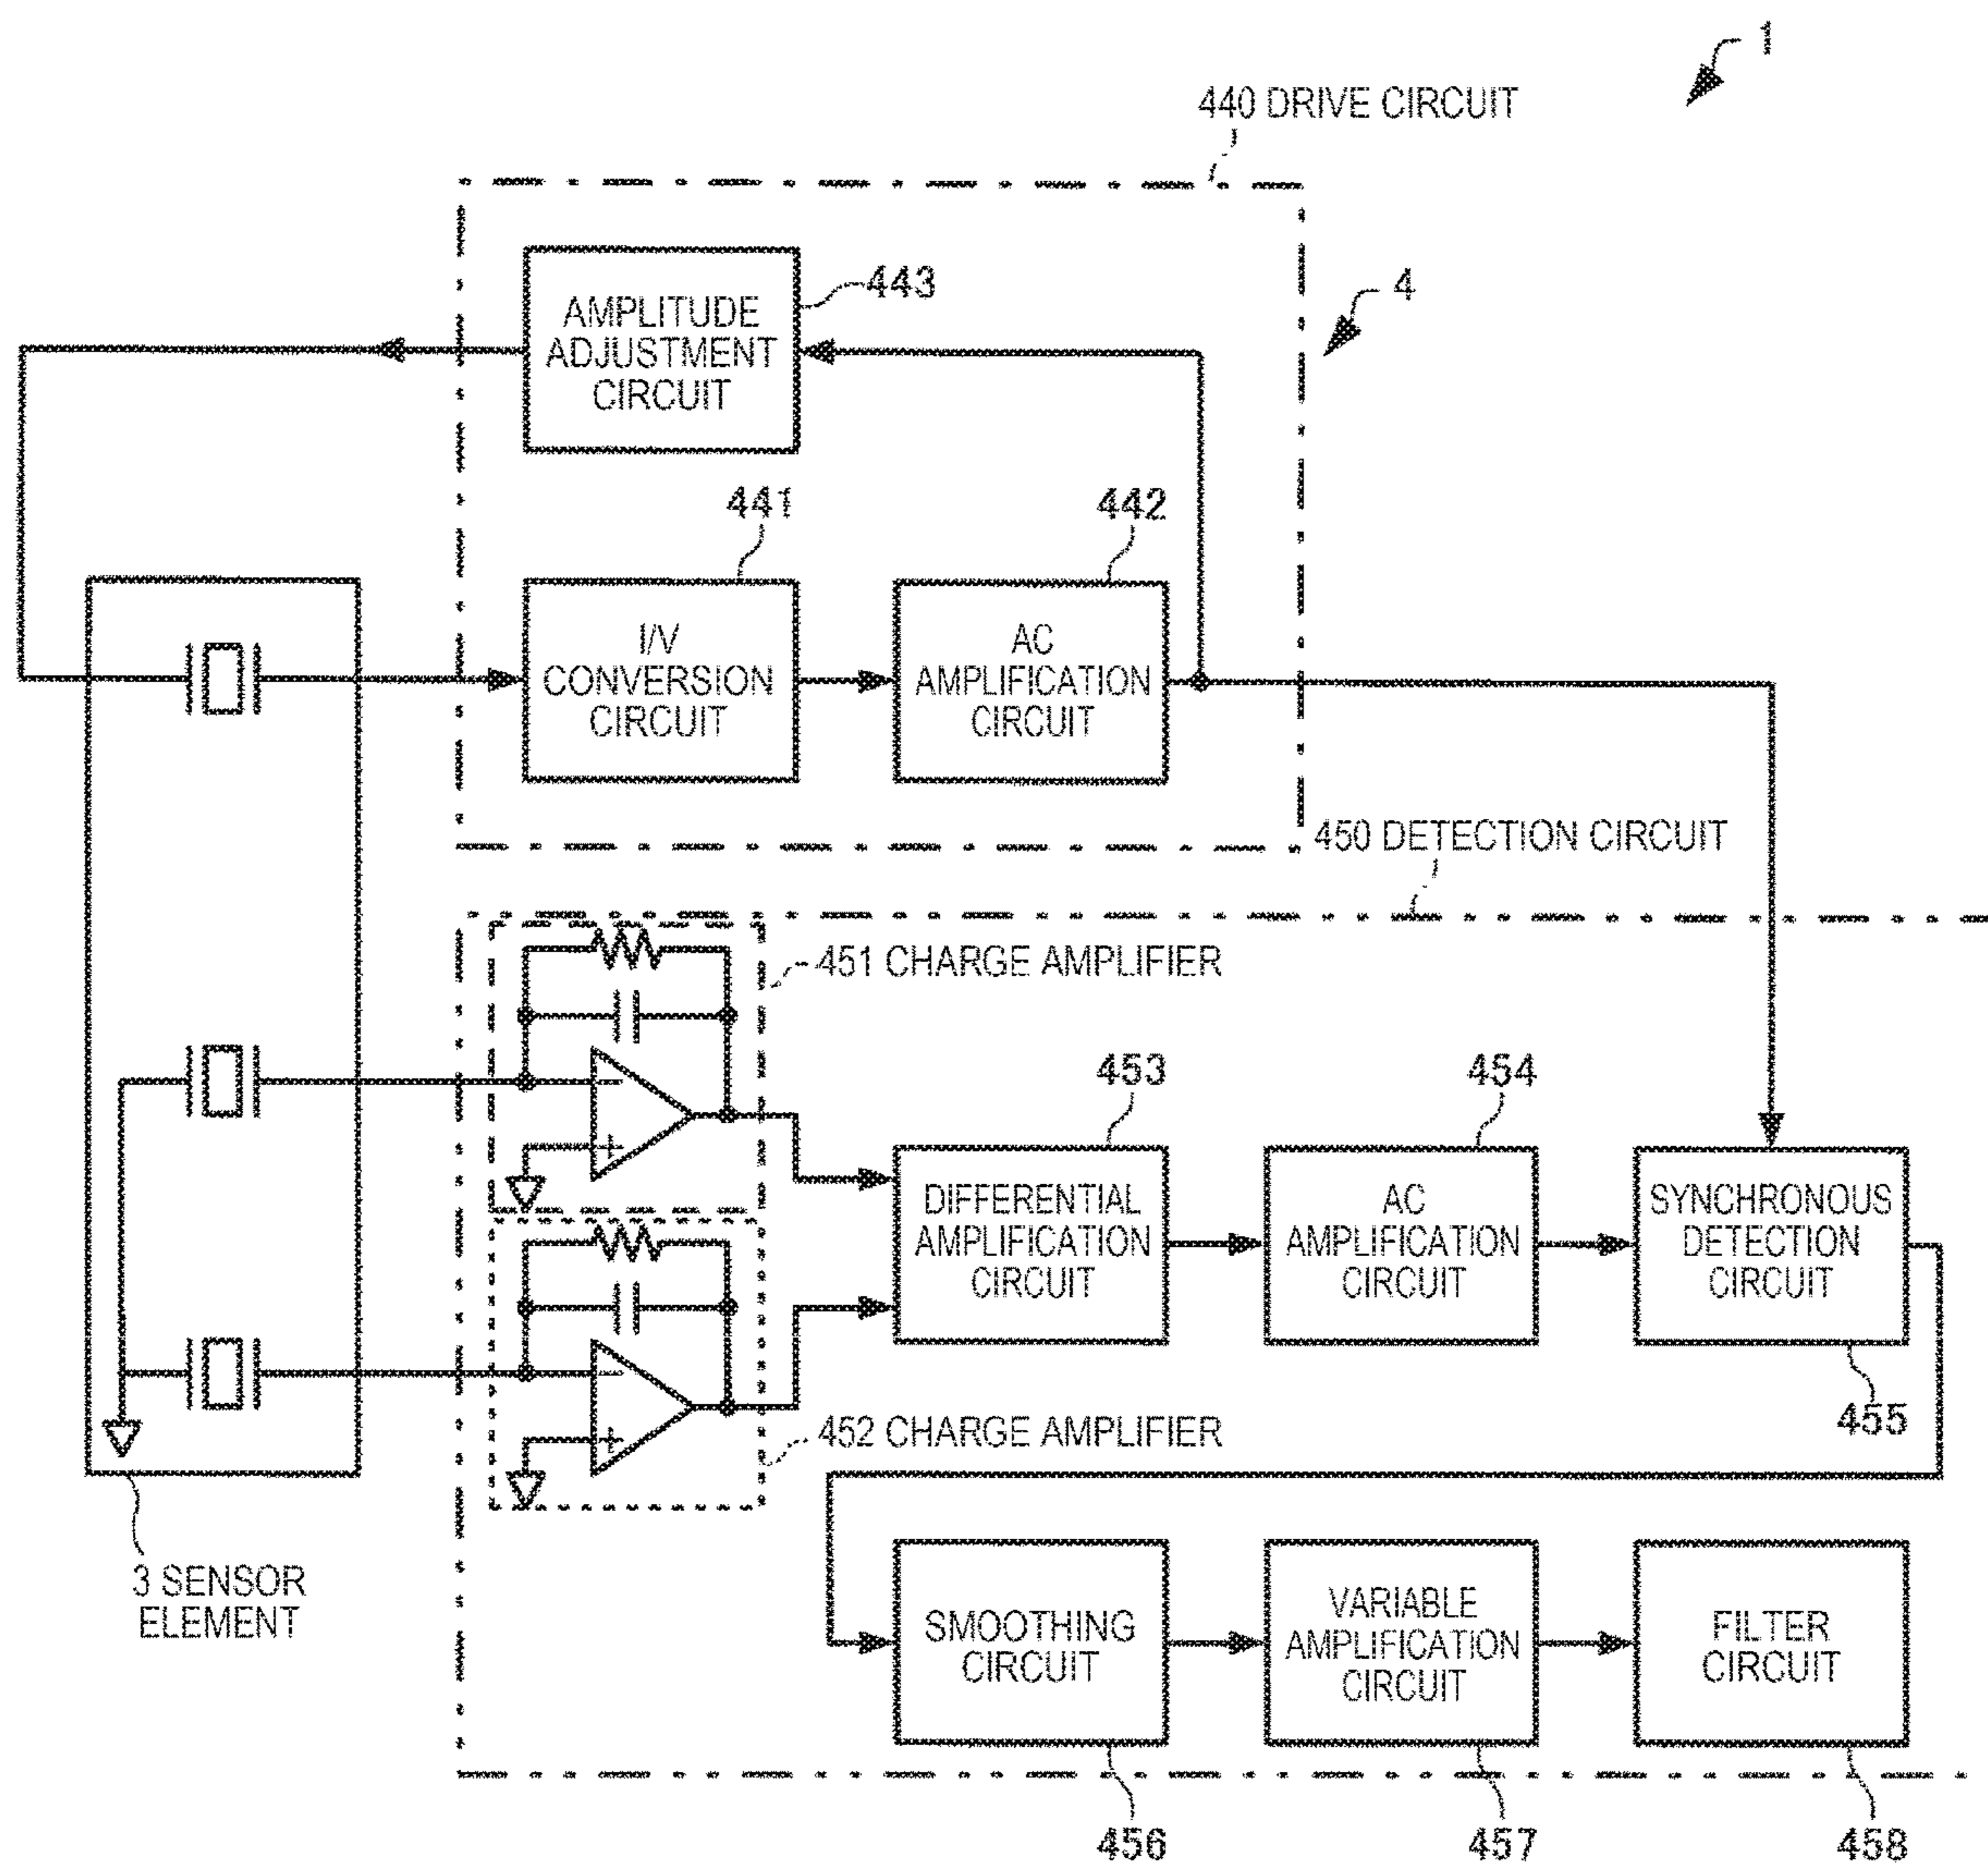 1
440 DRIVE CIRCUIT
4
443
AMPLITUDE
ADJUSTMENT
CIRCUIT
441
442
I/V
CONVERSION
CIRCUIT
AC
AMPLIFICATION
CIRCUIT
450 DETECTION CIRCUIT
451 CHARGE AMPLIFIER
453
454
DIFFERENTIAL
AMPLIFICATION
CIRCUIT
AC
AMPLIFICATION
CIRCUIT
SYNCHRONOUS
DETECTION
CIRCUIT
455
452 CHARGE AMPLIFIER
3 SENSOR
ELEMENT
SMOOTHING
CIRCUIT
VARIABLE
AMPLIFICATION
CIRCUIT
FILTER
CIRCUIT
456
457
458